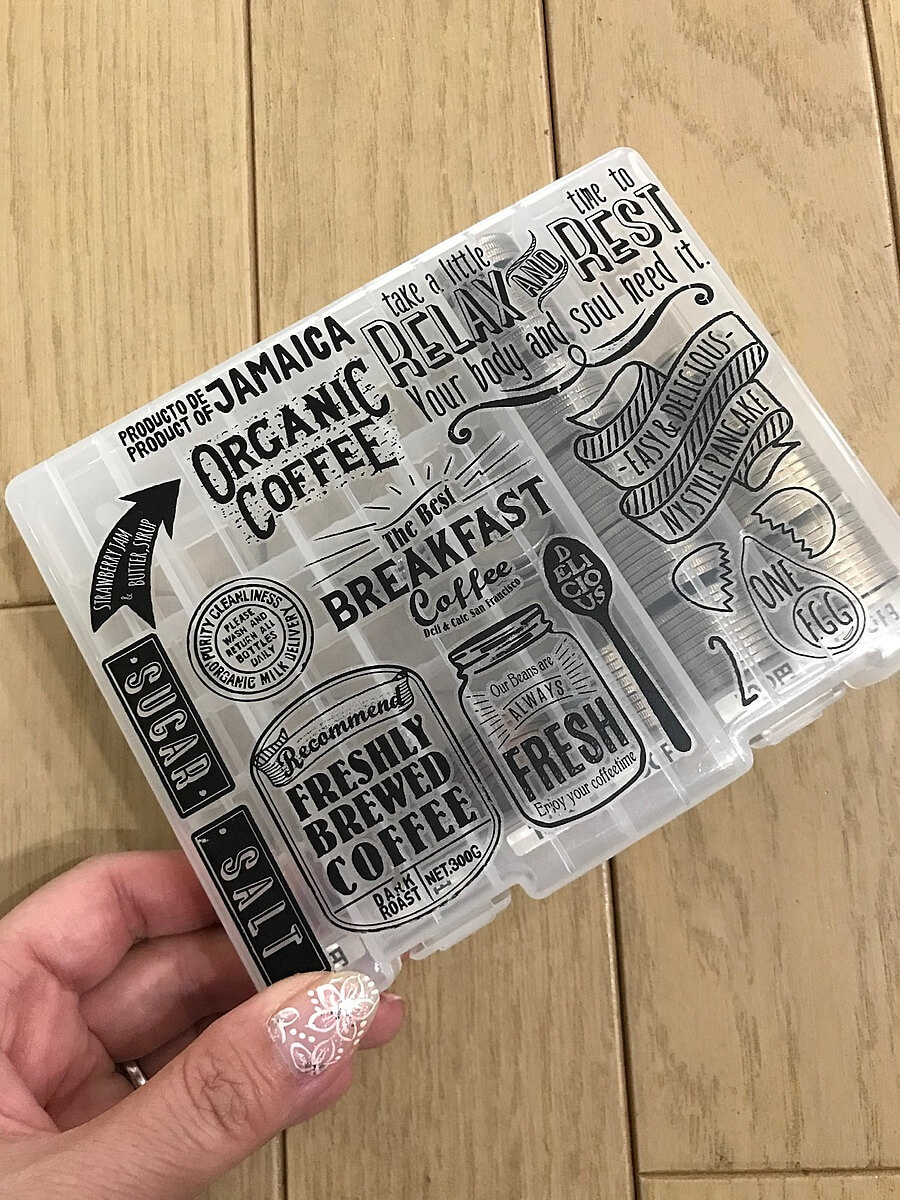 take a little
time to
RELAX AND REST
Your body and soul need it.
PRODUCTO DE
PRODUCT OF
JAMAICA
ORGANIC
COFFEE
STRAWBERRY JAM
& BUTTER, SYRUP
PURITY CLEANLINESS
PLEASE
WASH AND
RETURN ALL
BOTTLES
DAILY
ORGANIC MILK DELIVERY
The Best
BREAKFAST
Coffee
Deli & Cafe San Francisco
-EASY & DELICIOUS-
MY STYLE PANCAKE
ONE
EGG
2
DELICIOUS
SUGAR
SALT
Recommend
FRESHLY
BREWED
COFFEE
DARK
ROAST
NET.300G
Our Beans are
ALWAYS
FRESH
Enjoy your coffeetime